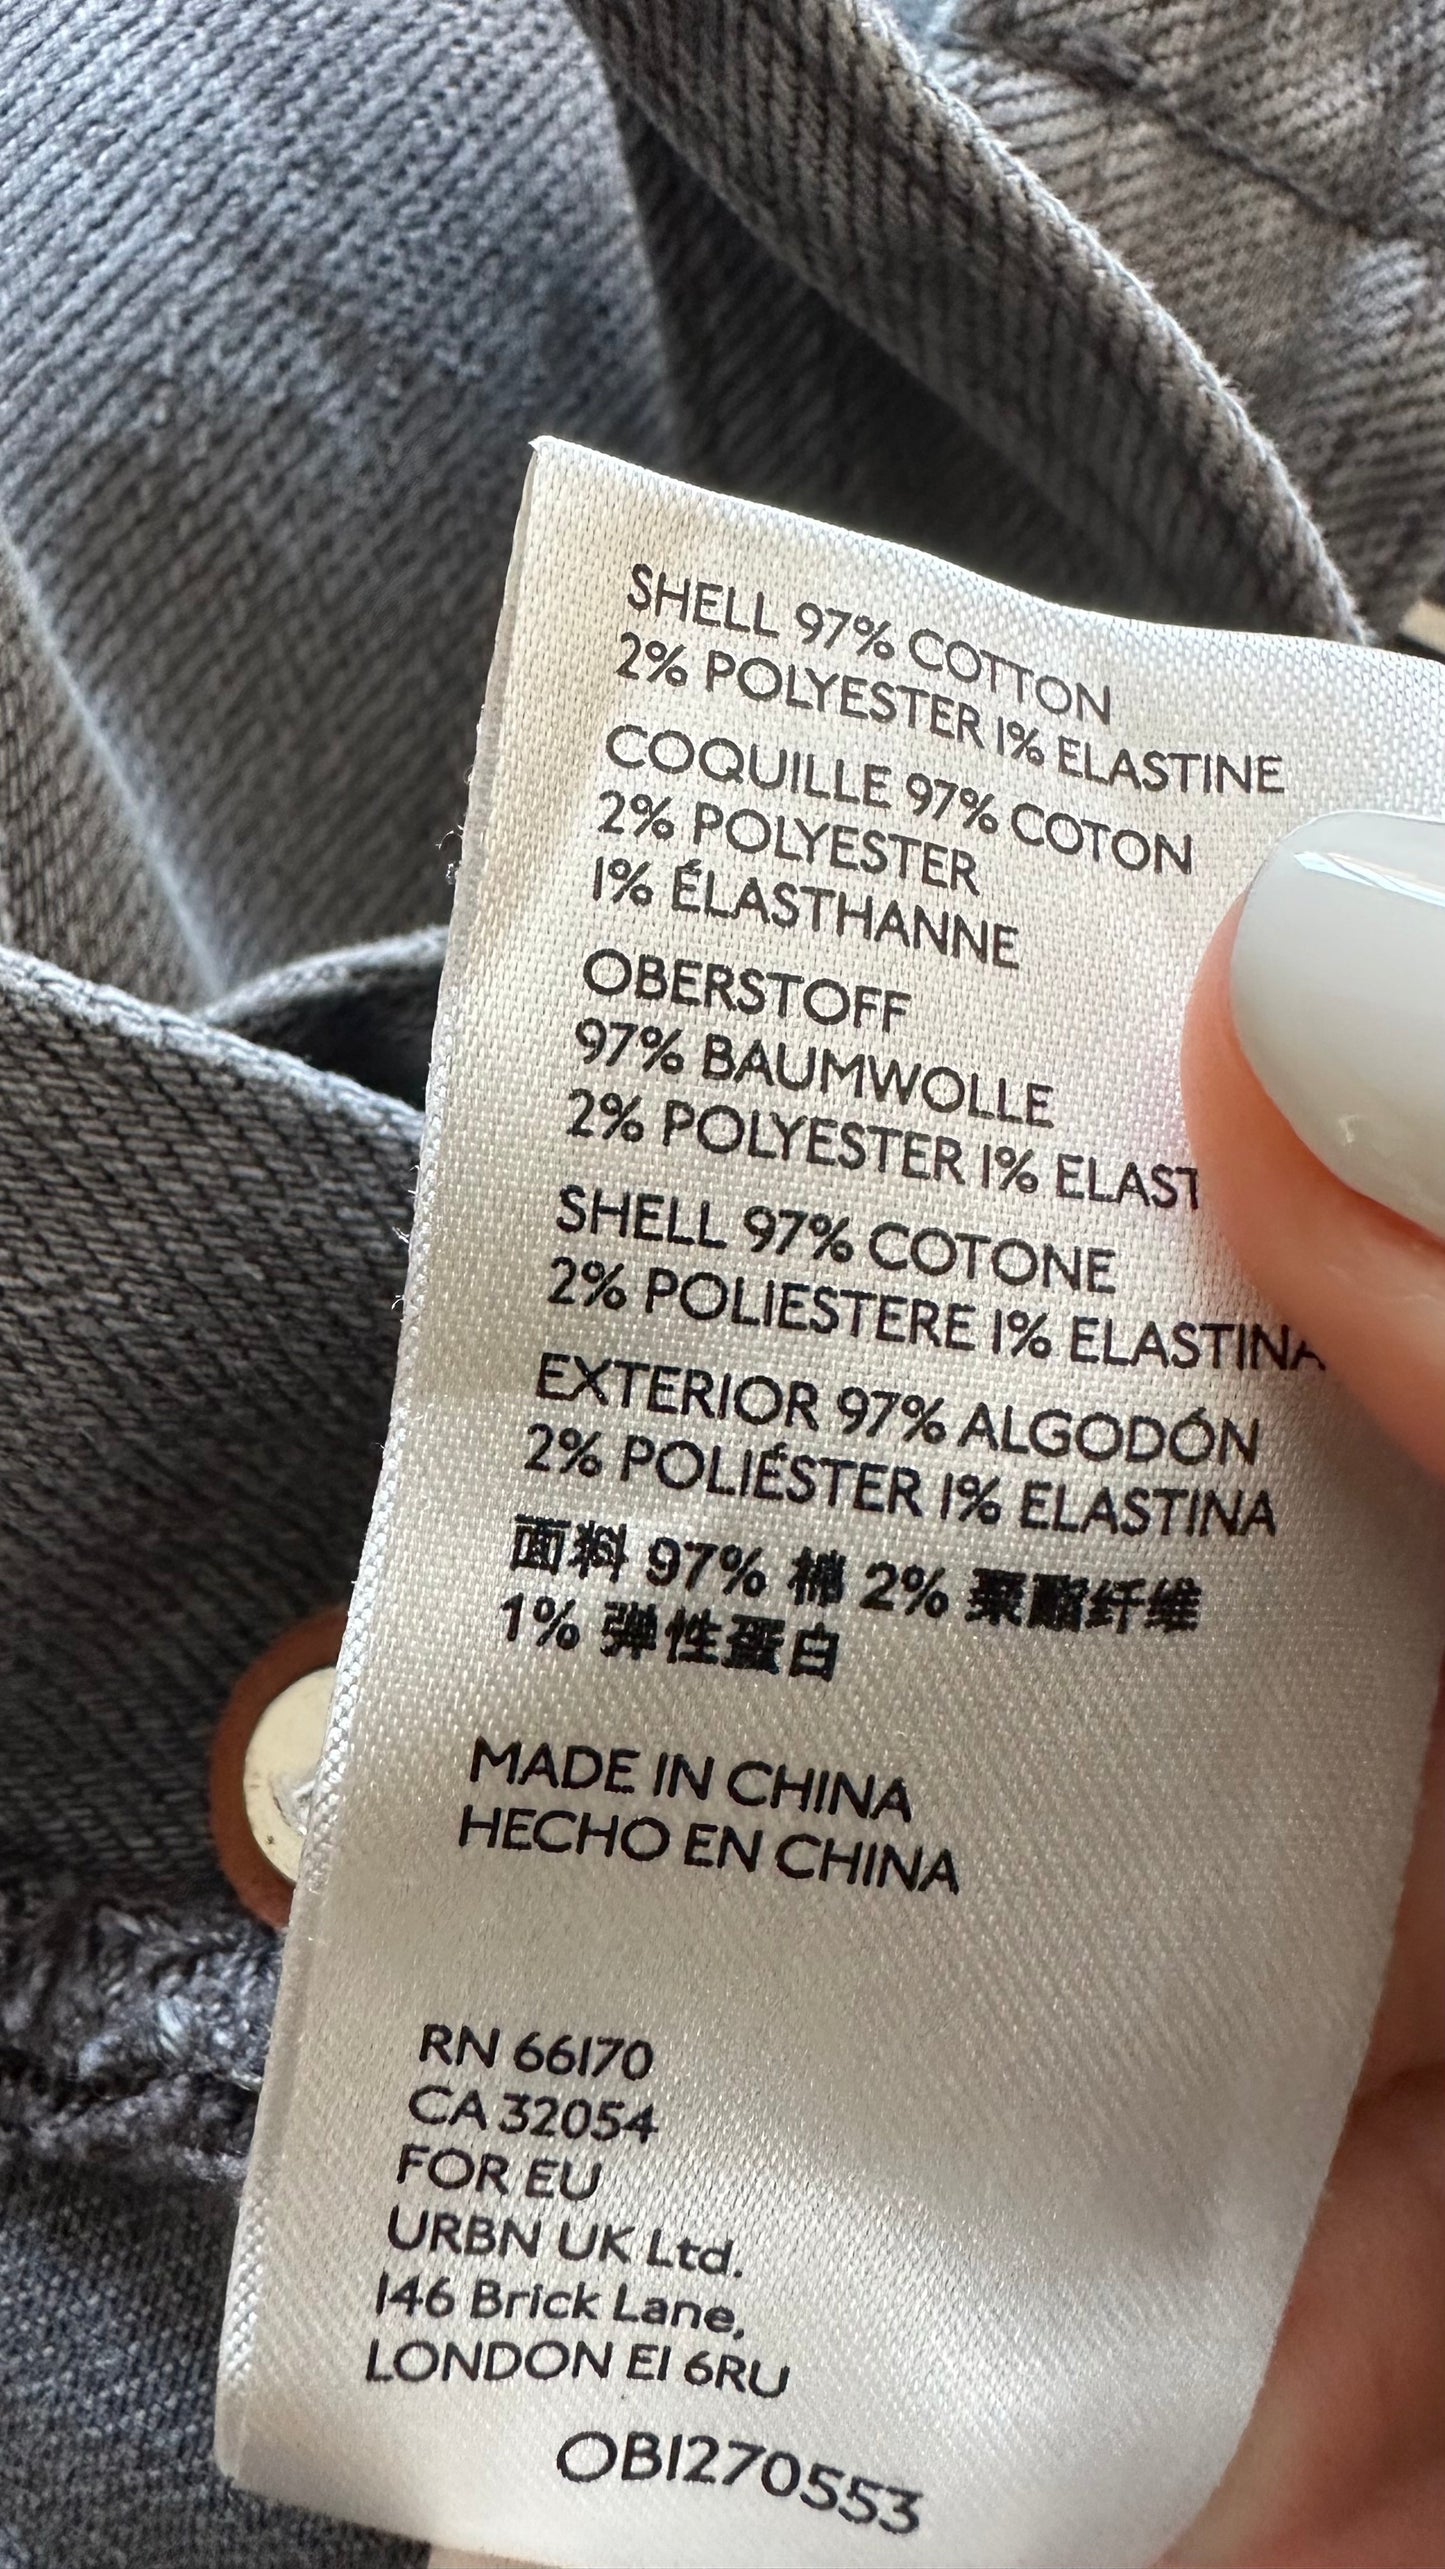 SHELL 97% COTTON
2% POLYESTER 1% ELASTINE
COQUILLE 97% COTON
2% POLYESTER
1% ÉLASTHANNE
OBERSTOFF
97% BAUMWOLLE
2% POLYESTER 1% ELAST
SHELL 97% COTONE
2% POLIESTERE 1% ELASTINA
EXTERIOR 97% ALGODÓN
2% POLIÉSTER 1% ELASTINA
面料 97% 棉 2% 聚酯纤维
1% 弹性蛋白
MADE IN CHINA
HECHO EN CHINA
RN 66170
CA 32054
FOR EU
URBN UK Ltd.
146 Brick Lane,
LONDON E1 6RU
OB1270553